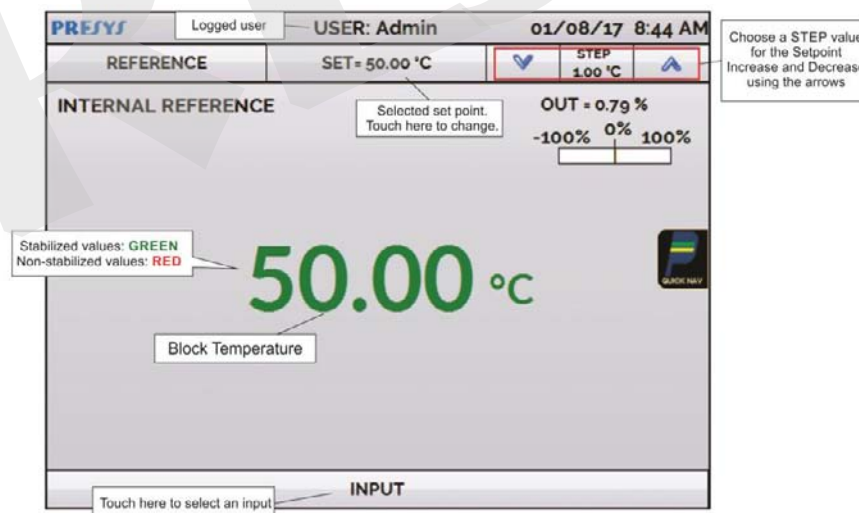 PRESYS
Logged user
USER: Admin
01/08/17 8:44 AM
REFERENCE
SET= 50.00 °C
STEP
1.00 °C
Choose a STEP value
for the Setpoint
Increase and Decrease
using the arrows
INTERNAL REFERENCE
Selected set point.
Touch here to change.
OUT = 0.79 %
-100% 0% 100%
Stabilized values: GREEN
Non-stabilized values: RED
50.00 °C
QUICK NAV
Block Temperature
INPUT
Touch here to select an input